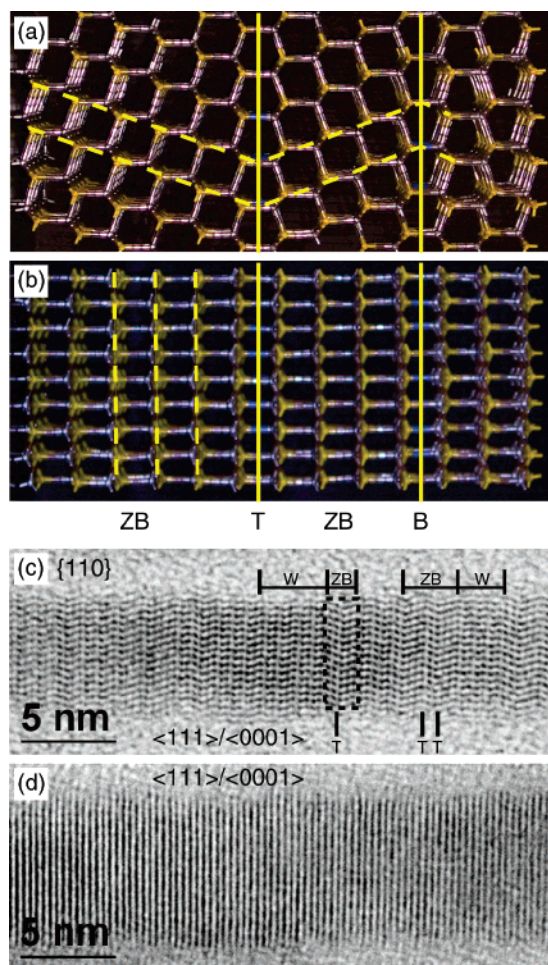 (a)
(b)
ZB T ZB B
(c) {110}
W ZB ZB W
5 nm
<111>/<0001>
T T T
(d) <111>/<0001>
5 nm